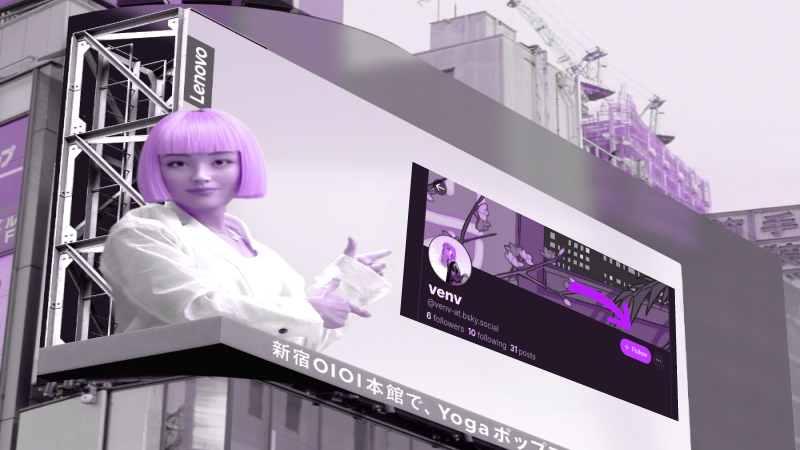 Lenovo
venv
@venv-at.bsky.social
6 followers 10 following 31 posts
+ Follow
新宿OIOI本館で、Yogaポップ